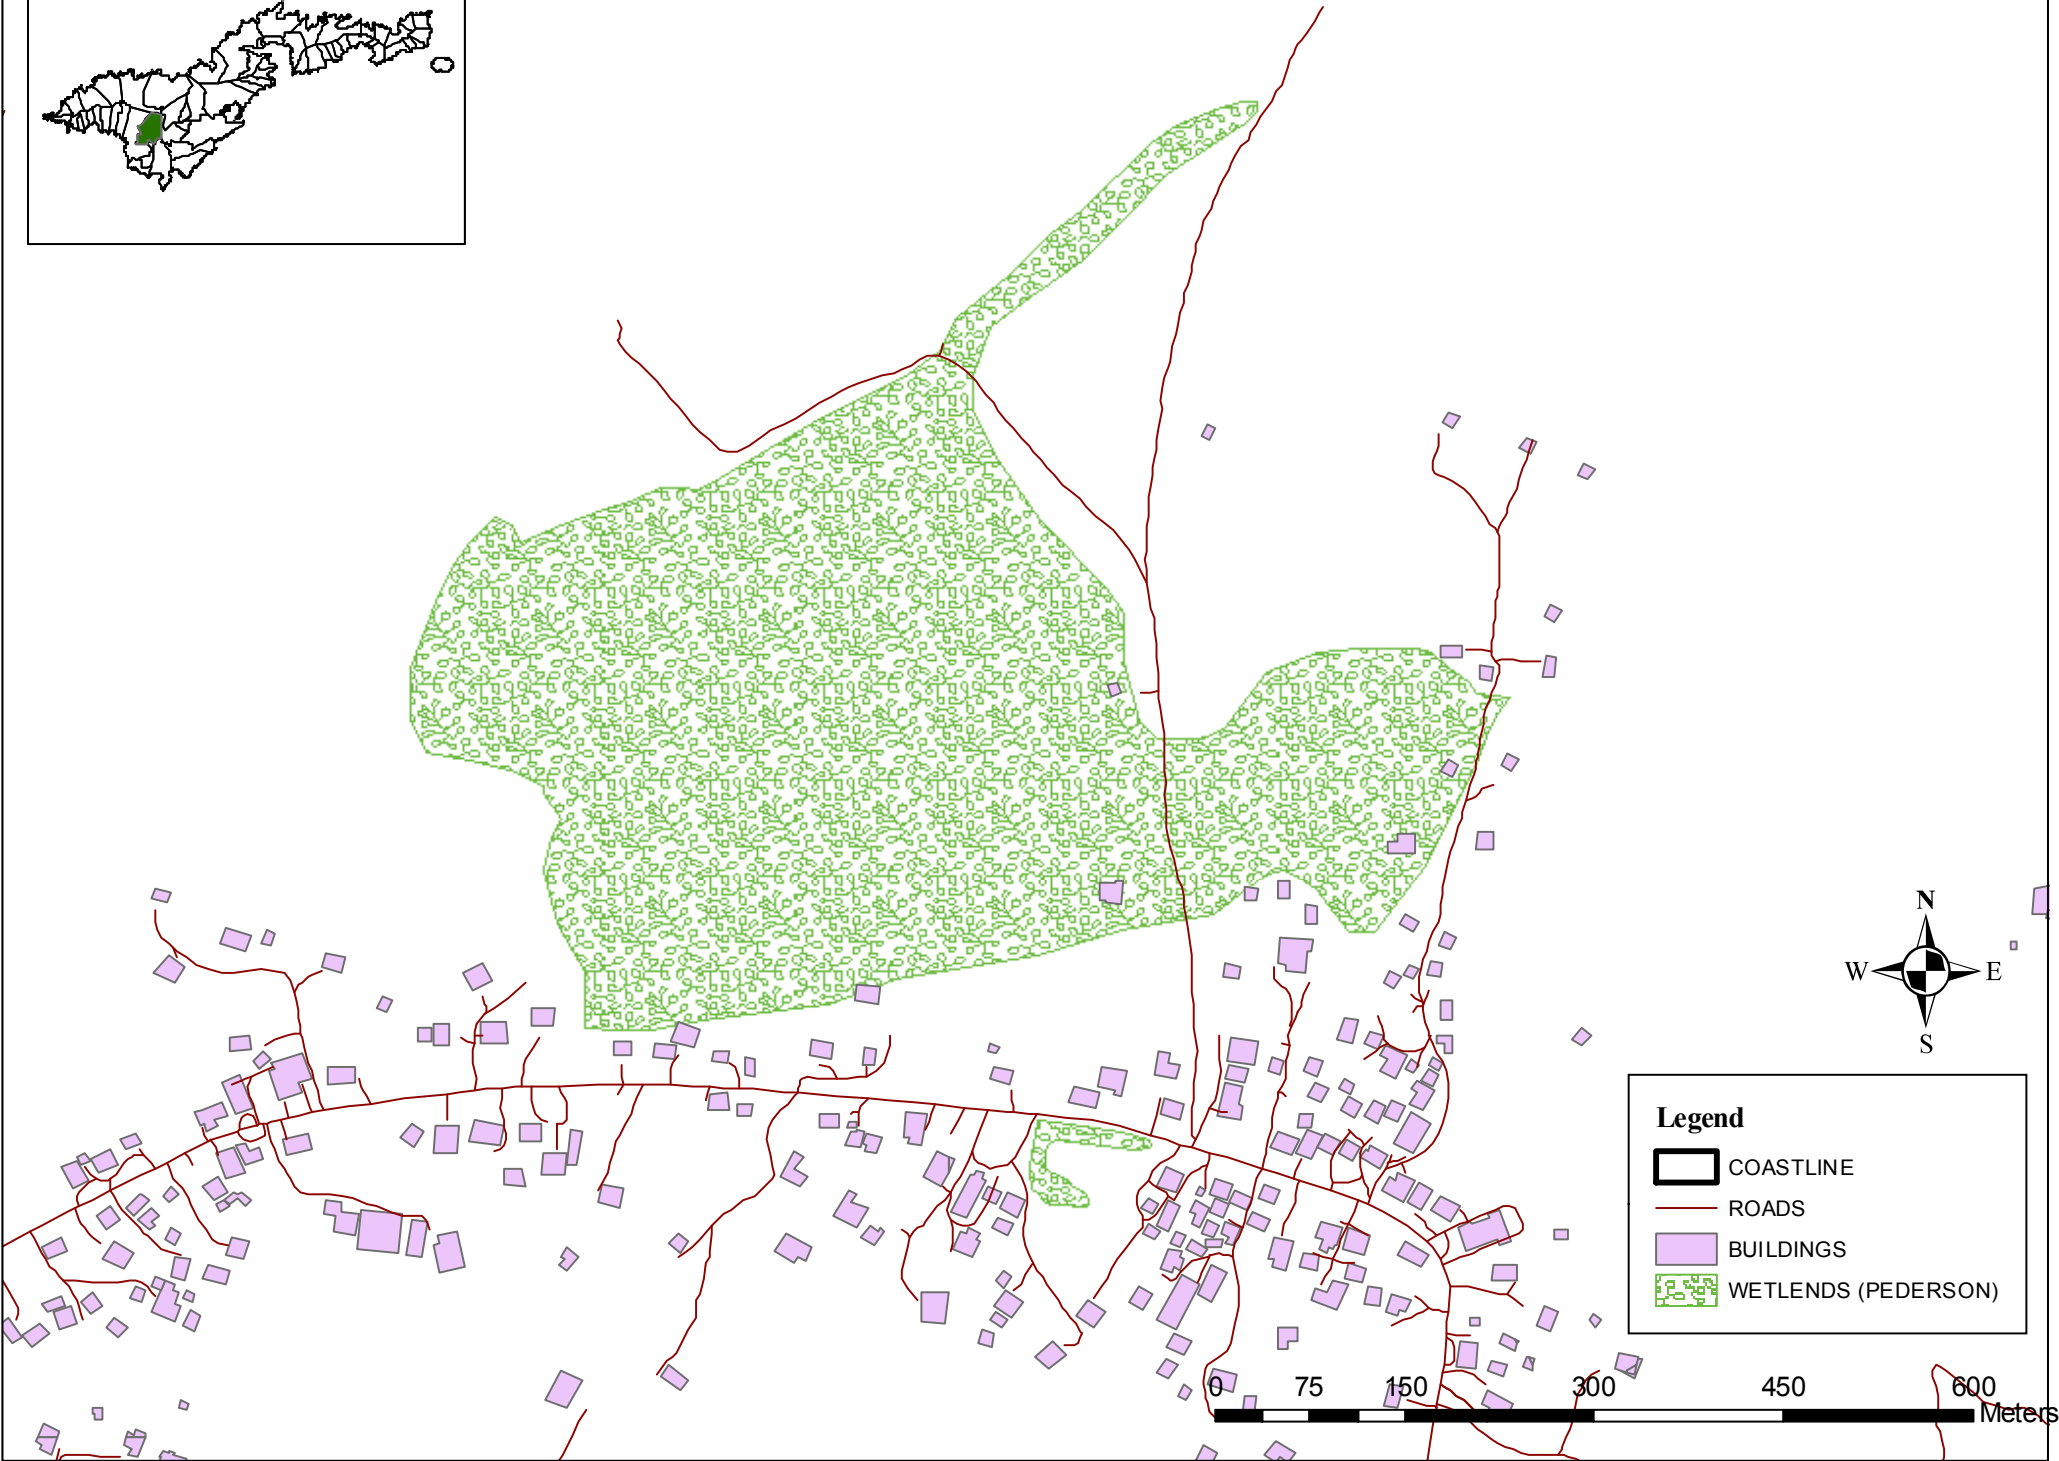 N
W E
S
Legend
COASTLINE
ROADS
BUILDINGS
WETLENDS (PEDERSON)
0 75 150 300 450 600
Meters